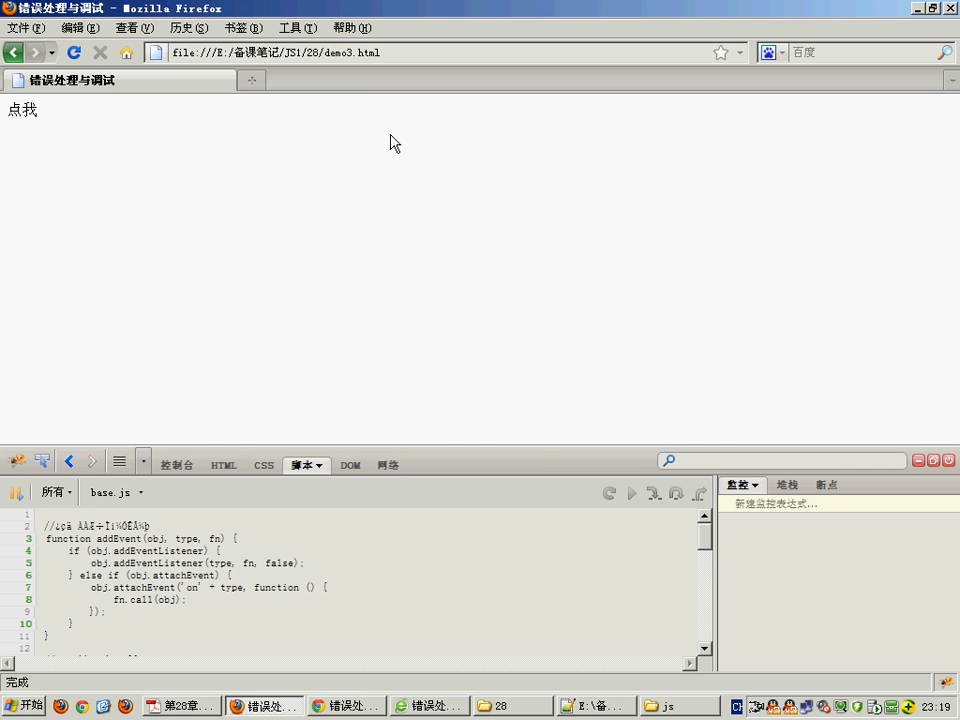 错误处理与调试 - Mozilla Firefox
文件(F) 编辑(E) 查看(V) 历史(S) 书签(B) 工具(T) 帮助(H)
file:///E:/备课笔记/JS1/28/demo3.html 百度
错误处理与调试
点我
控制台 HTML CSS 脚本 DOM 网络
所有 base.js 监控 堆栈 断点
新建监控表达式...
1
2
3 function addEvent(obj, type, fn) {
4 if (obj.addEventListener) {
5 obj.addEventListener(type, fn, false);
6 } else if (obj.attachEvent) {
7 obj.attachEvent('on' + type, function () {
8 fn.call(obj);
9 });
10 }
11 }
12
完成
开始 第28章... 错误处... 错误处... 错误处... 28 E:\备... js CH 23:19